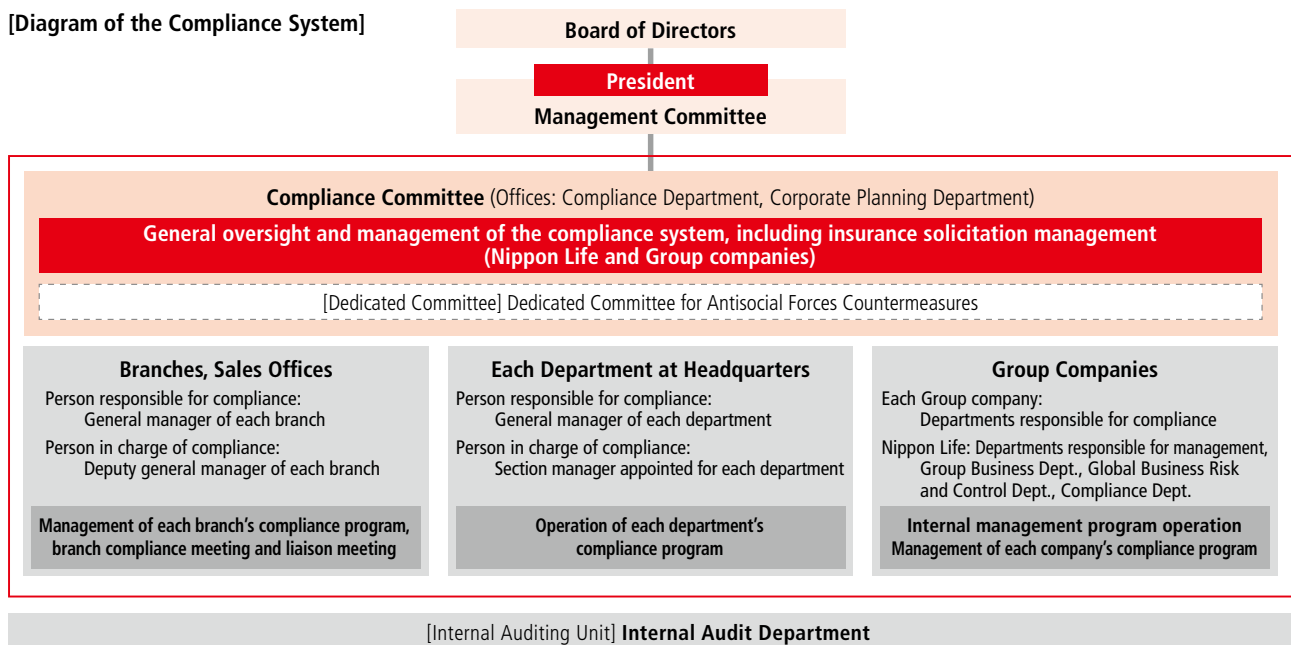 [Diagram of the Compliance System]
Board of Directors
President
Management Committee
Compliance Committee (Offices: Compliance Department, Corporate Planning Department)
General oversight and management of the compliance system, including insurance solicitation management
(Nippon Life and Group companies)
[Dedicated Committee] Dedicated Committee for Antisocial Forces Countermeasures
Branches, Sales Offices
Person responsible for compliance:
General manager of each branch
Person in charge of compliance:
Deputy general manager of each branch
Management of each branch's compliance program,
branch compliance meeting and liaison meeting
Each Department at Headquarters
Person responsible for compliance:
General manager of each department
Person in charge of compliance:
Section manager appointed for each department
Operation of each department's
compliance program
Group Companies
Each Group company:
Departments responsible for compliance
Nippon Life: Departments responsible for management,
Group Business Dept., Global Business Risk
and Control Dept., Compliance Dept.
Internal management program operation
Management of each company's compliance program
[Internal Auditing Unit] Internal Audit Department